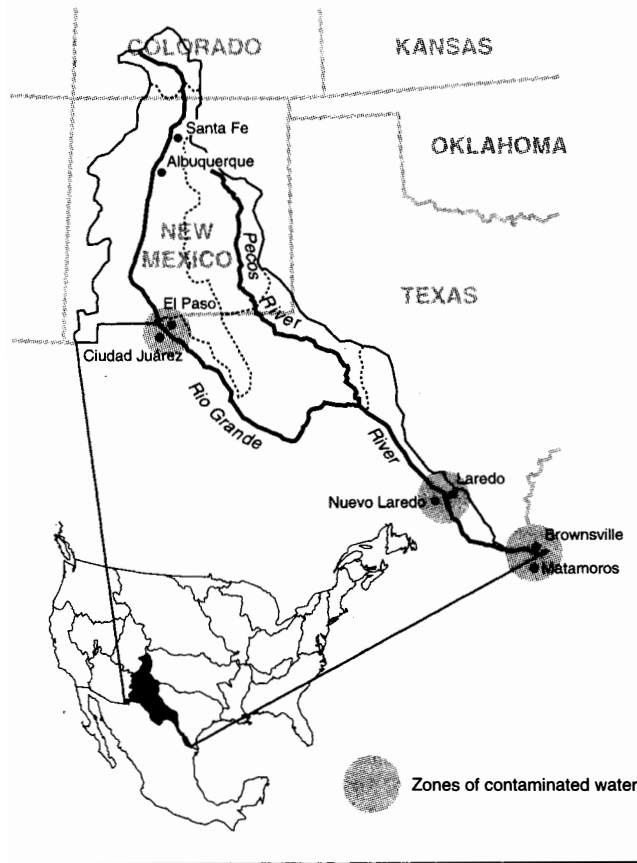 COLORADO
KANSAS
Santa Fe
OKLAHOMA
Albuquerque
NEW
MEXICO
Pecos
River
TEXAS
El Paso
Ciudad Juárez
Rio Grande
River
Laredo
Nuevo Laredo
Brownsville
Matamoros
Zones of contaminated water